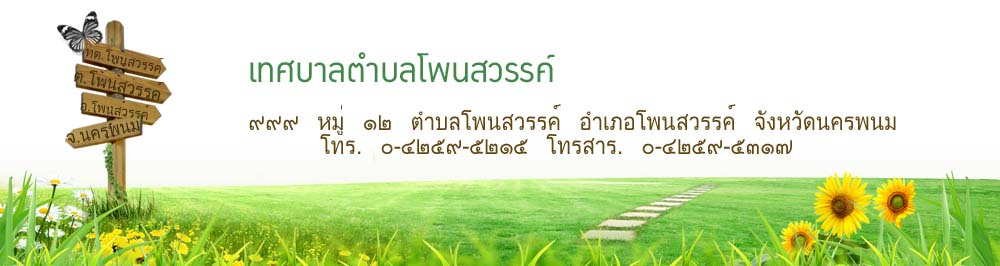 ทต.โพนสวรรค์
ต.โพนสวรรค์
อ.โพนสวรรค์
จ.นครพนม
เทศบาลตำบลโพนสวรรค์
๙๙๙ หมู่ ๑๒ ตำบลโพนสวรรค์ อำเภอโพนสวรรค์ จังหวัดนครพนม
โทร. ๐-๔๒๕๙-๕๒๑๕ โทรสาร. ๐-๔๒๕๙-๕๓๑๗